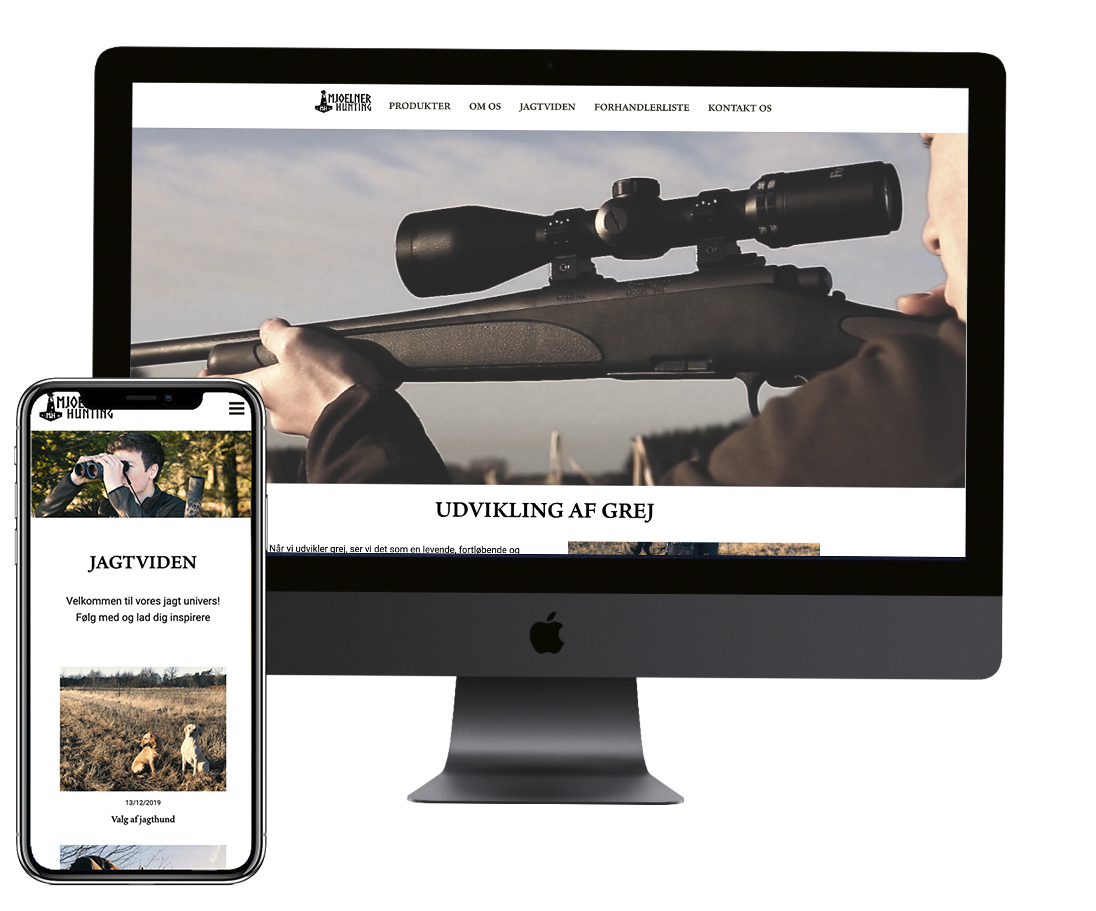 MJOELNER
HUNTING
PRODUKTER OM OS JAGTVIDEN FORHANDLERLISTE KONTAKT OS
UDVIKLING AF GREJ
Når vi udvikler grej, ser vi det som en levende, fortløbende og
HUNTING
JAGTVIDEN
Velkommen til vores jagt univers!
Følg med og lad dig inspirere
13/12/2019
Valg af jagthund